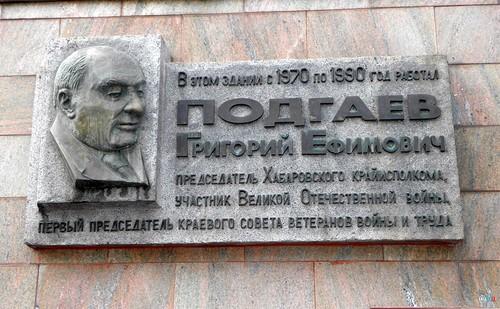 В этом здании с 1970 по 1990 год работал
ПОДГАЕВ
Григорий Ефимович
председатель Хабаровского крайисполкома,
участник Великой Отечественной войны,
первый председатель краевого совета ветеранов войны и труда